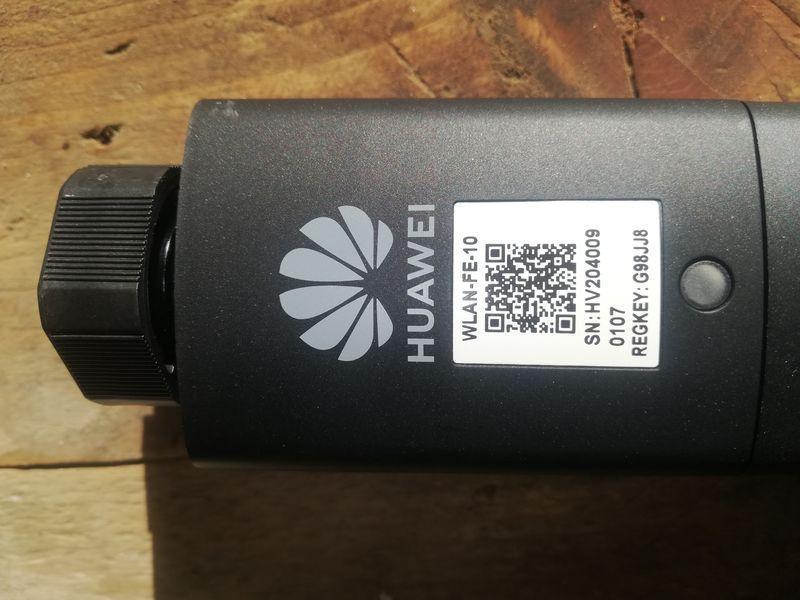 HUAWEI
WLAN-FE-10
SN:HV204009
0107
REGKEY: G98JJ8